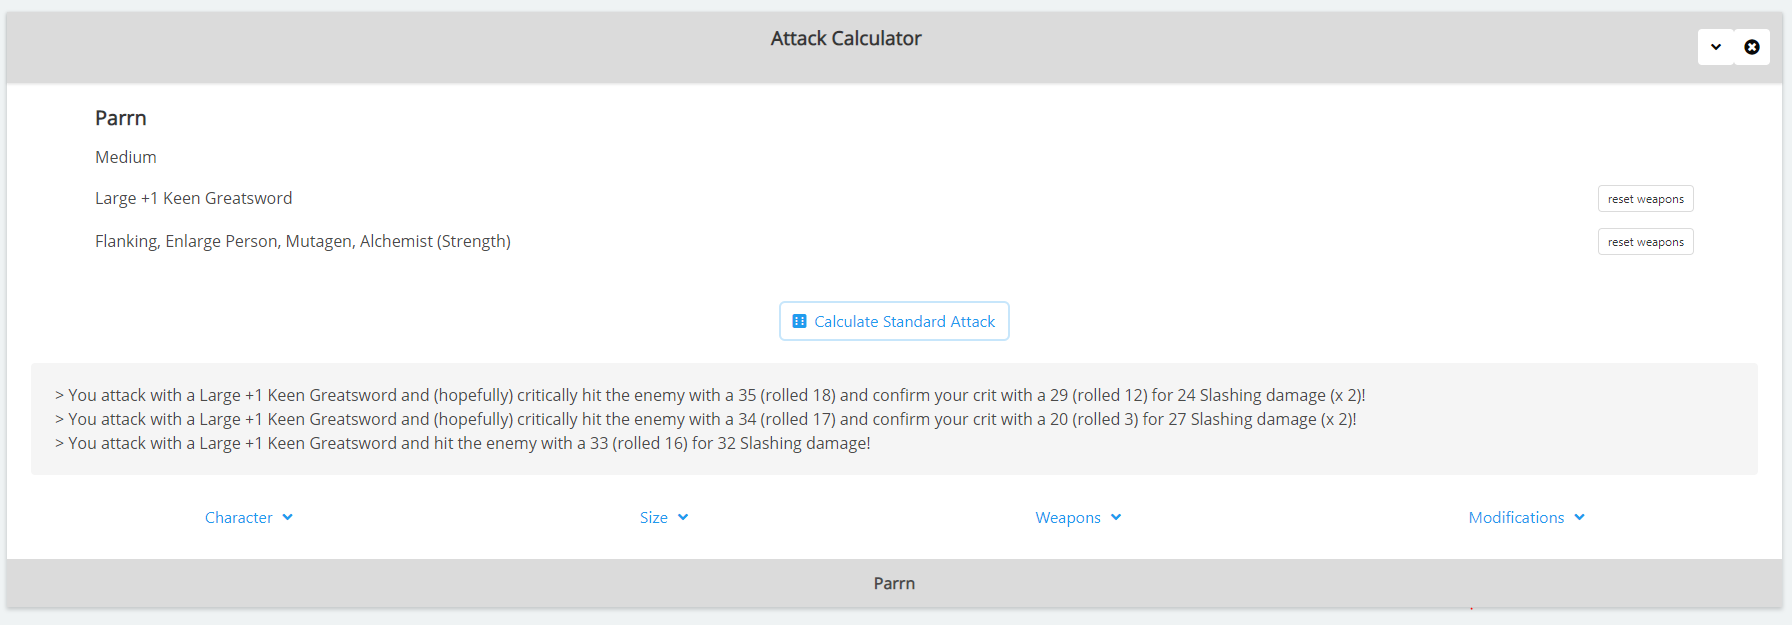 Attack Calculator
Parrn
Medium
Large +1 Keen Greatsword
reset weapons
Flanking, Enlarge Person, Mutagen, Alchemist (Strength)
reset weapons
Calculate Standard Attack
> You attack with a Large +1 Keen Greatsword and (hopefully) critically hit the enemy with a 35 (rolled 18) and confirm your crit with a 29 (rolled 12) for 24 Slashing damage (x 2)!
> You attack with a Large +1 Keen Greatsword and (hopefully) critically hit the enemy with a 34 (rolled 17) and confirm your crit with a 20 (rolled 3) for 27 Slashing damage (x 2)!
> You attack with a Large +1 Keen Greatsword and hit the enemy with a 33 (rolled 16) for 32 Slashing damage!
Character
Size
Weapons
Modifications
Parrn